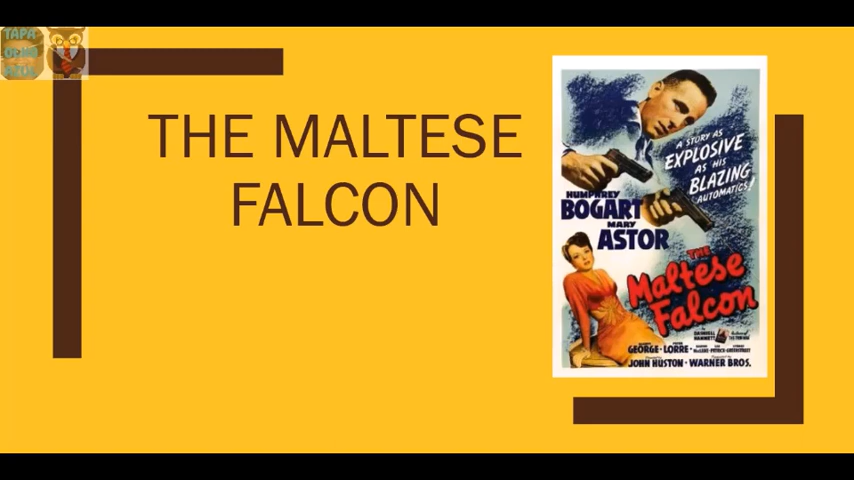 THE MALTESE
FALCON
A STORY AS
EXPLOSIVE
AS HIS
BLAZING
AUTOMATICS!
HUMPHREY
BOGART
MARY
ASTOR
THE
Maltese
Falcon
GEORGE • LORRE •
JOHN HUSTON • WARNER BROS.